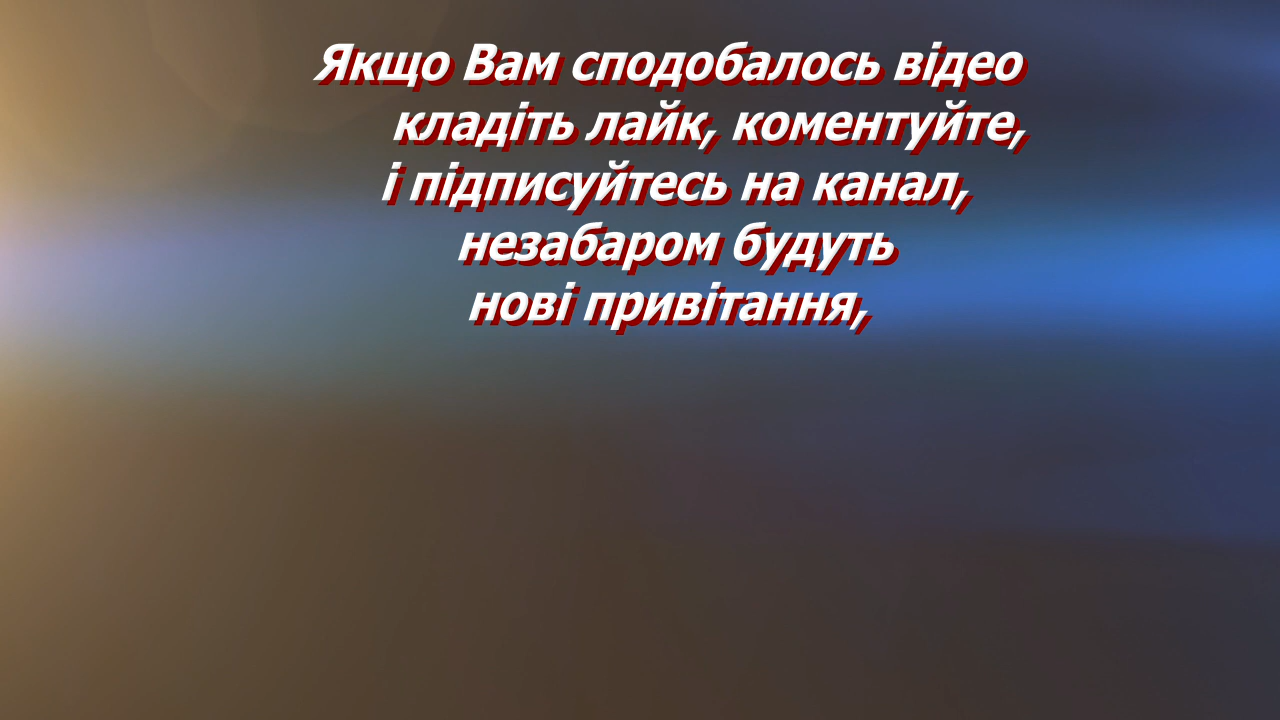 Якщо Вам сподобалось відео
кладіть лайк, коментуйте,
і підписуйтесь на канал,
незабаром будуть
нові привітання,